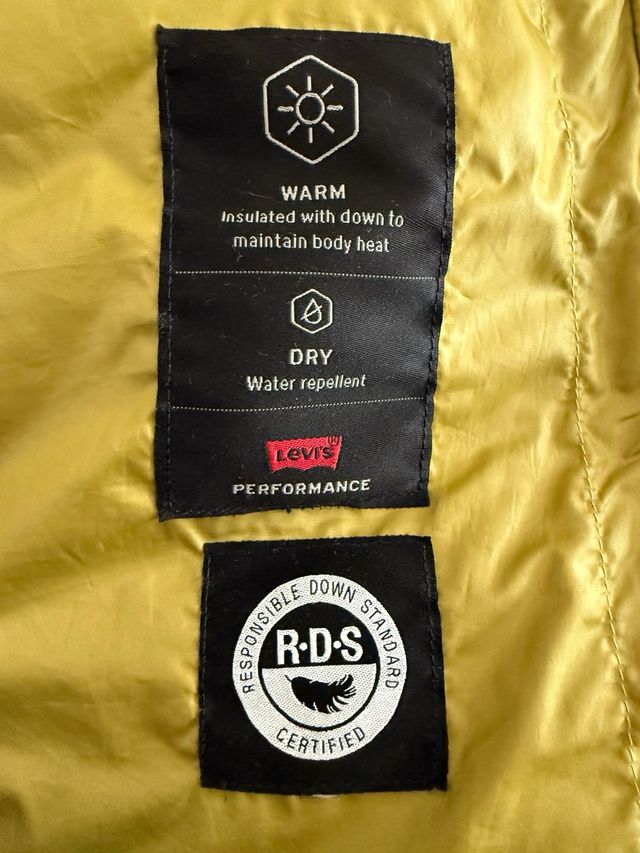 WARM
Insulated with down to
maintain body heat
DRY
Water repellent
Levi's
PERFORMANCE
RESPONSIBLE DOWN STANDARD
R·D·S
CERTIFIED